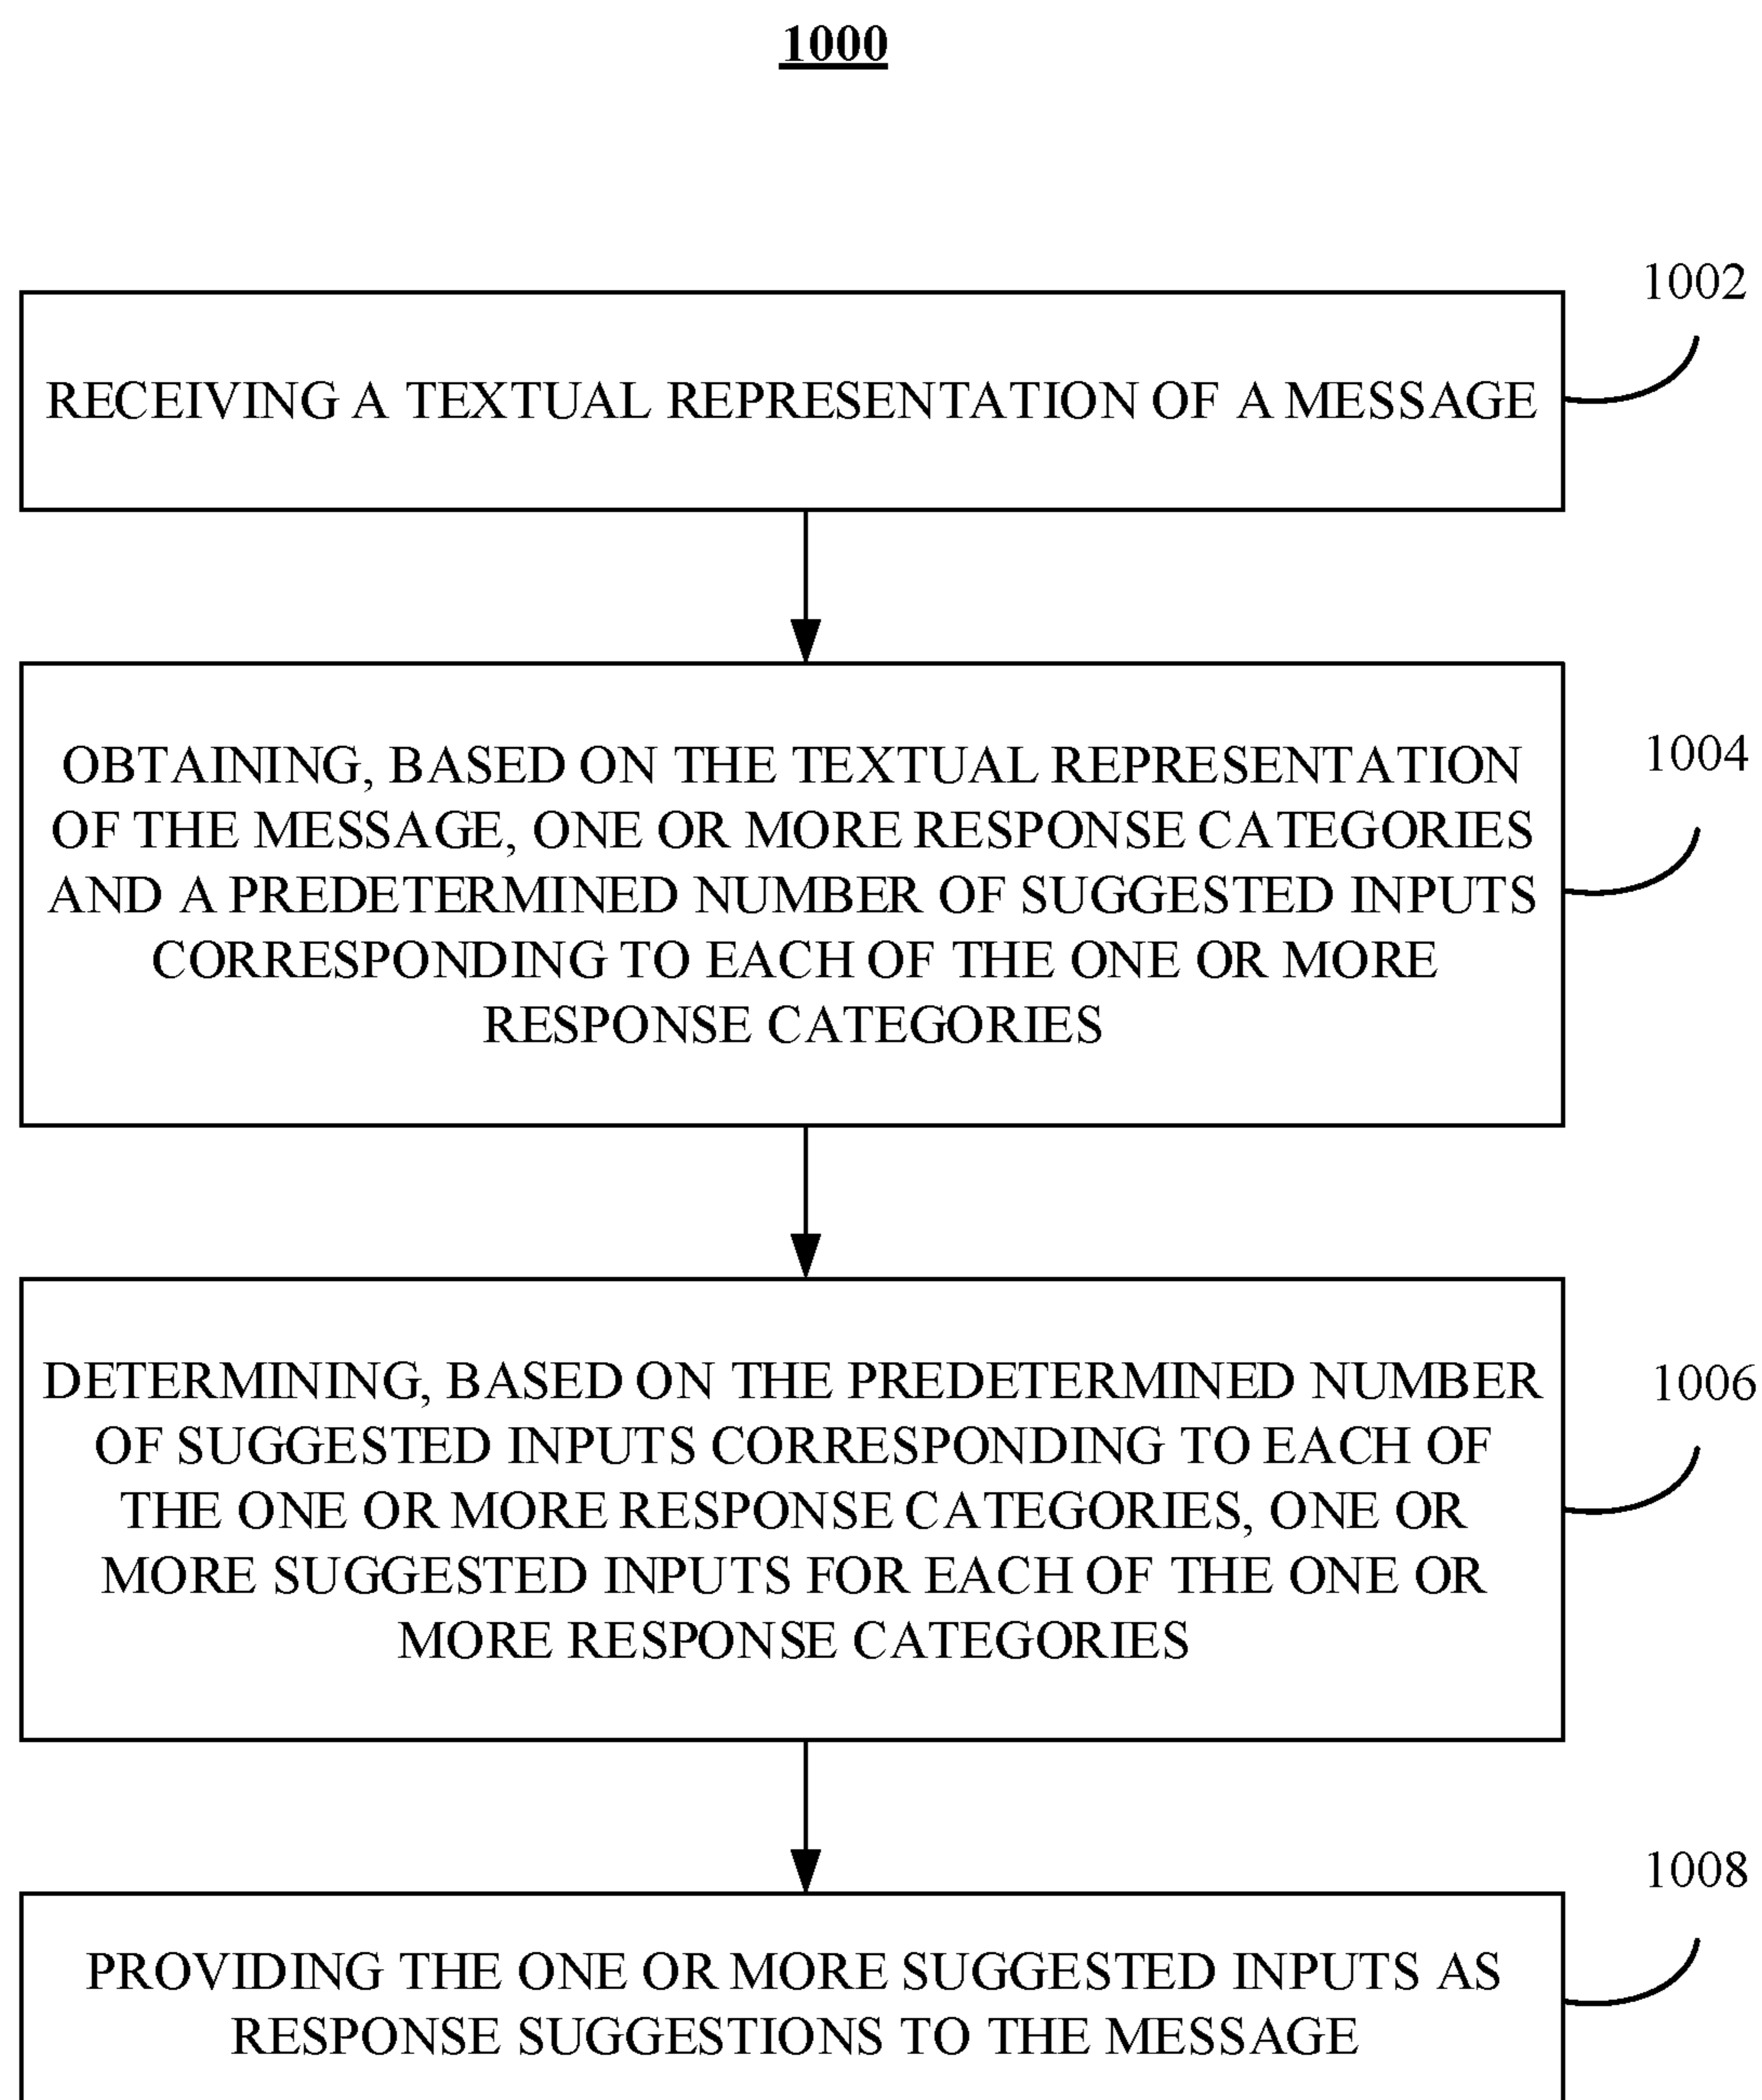 1000
1002
RECEIVING A TEXTUAL REPRESENTATION OF A MESSAGE
1004
OBTAINING, BASED ON THE TEXTUAL REPRESENTATION
OF THE MESSAGE, ONE OR MORE RESPONSE CATEGORIES
AND A PREDETERMINED NUMBER OF SUGGESTED INPUTS
CORRESPONDING TO EACH OF THE ONE OR MORE
RESPONSE CATEGORIES
1006
DETERMINING, BASED ON THE PREDETERMINED NUMBER
OF SUGGESTED INPUTS CORRESPONDING TO EACH OF
THE ONE OR MORE RESPONSE CATEGORIES, ONE OR
MORE SUGGESTED INPUTS FOR EACH OF THE ONE OR
MORE RESPONSE CATEGORIES
1008
PROVIDING THE ONE OR MORE SUGGESTED INPUTS AS
RESPONSE SUGGESTIONS TO THE MESSAGE